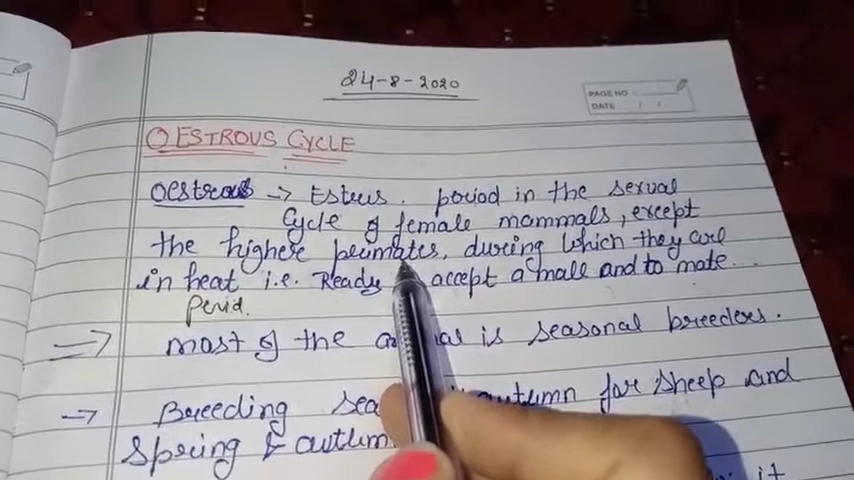 24-8-2020
PAGE NO
DATE / /
OESTROUS CYCLE
Oestrous → Estrus. period in the sexual
Cycle of female mammals, except
the higher primates, during which they are
in heat i.e. Ready accept a male and to mate...
Period.
⇒ most of the is seasonal breeders.
→ Breeding autumn for sheep and
Spring & autumn
it